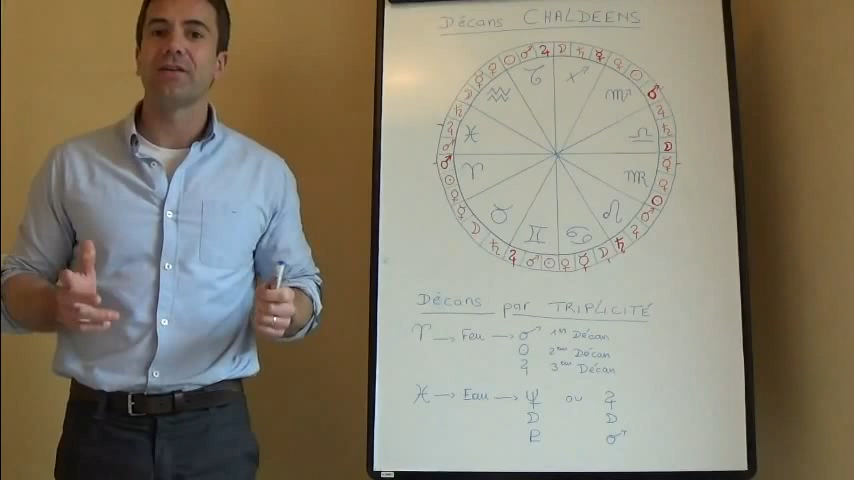 Décans CHALDEENS
Décans par TRIPLICITÉ
♈ → Feu → ♂ 1er Décan
☉ 2ème Décan
♃ 3ème Décan
♓ → Eau → ♆ ou ♃
☽ ☽
♇ ♂